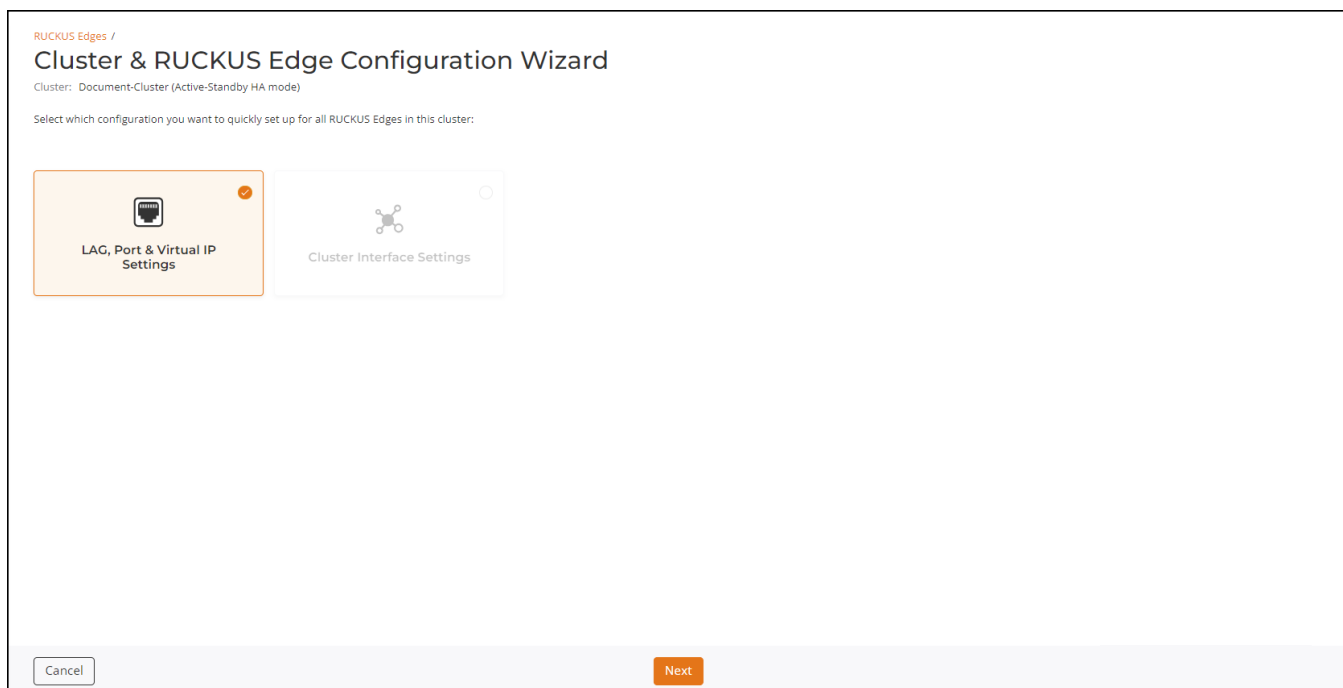 RUCKUS Edges /
Cluster & RUCKUS Edge Configuration Wizard
Cluster: Document-Cluster (Active-Standby HA mode)
Select which configuration you want to quickly set up for all RUCKUS Edges in this cluster:
LAG, Port & Virtual IP
Settings
Cluster Interface Settings
Cancel
Next